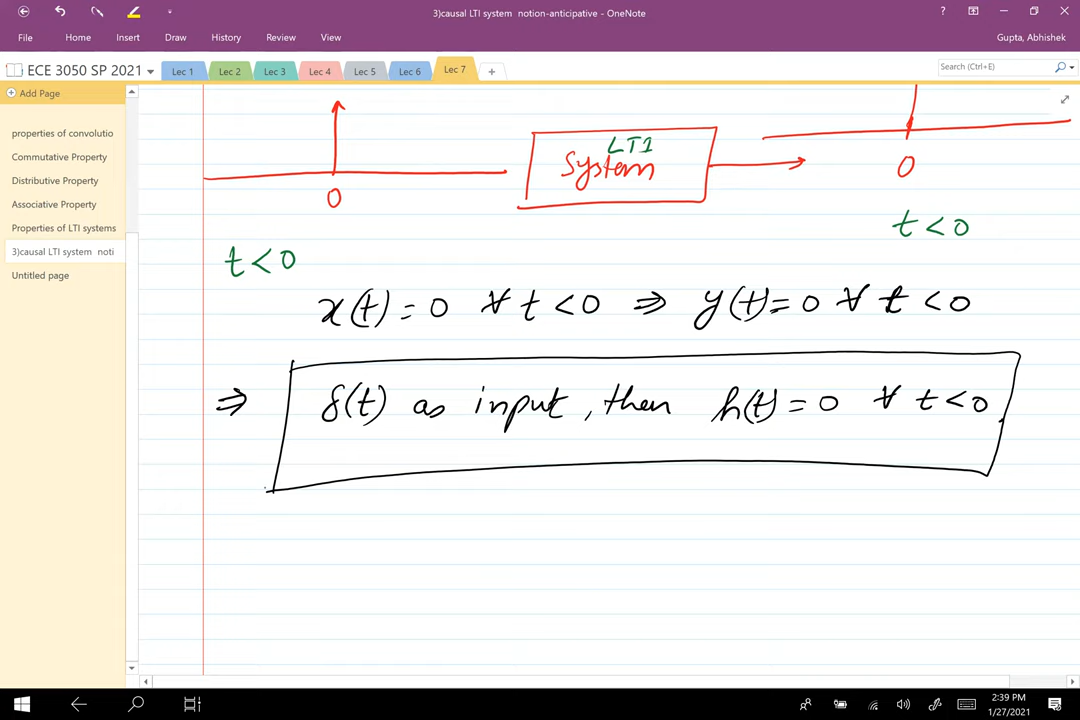 3)causal LTI system notion-anticipative - OneNote
Gupta, Abhishek
File Home Insert Draw History Review View
ECE 3050 SP 2021
Lec 1 Lec 2 Lec 3 Lec 4 Lec 5 Lec 6 Lec 7
Search (Ctrl+E)
Add Page
properties of convolutio
Commutative Property
Distributive Property
Associative Property
Properties of LTI systems
3)causal LTI system noti
Untitled page
LTI
System
0
0
t < 0
t < 0
x(t) = 0 ∀ t < 0 ⇒ y(t) = 0 ∀ t < 0
⇒ δ(t) as input, then h(t) = 0 ∀ t < 0
2:39 PM
1/27/2021